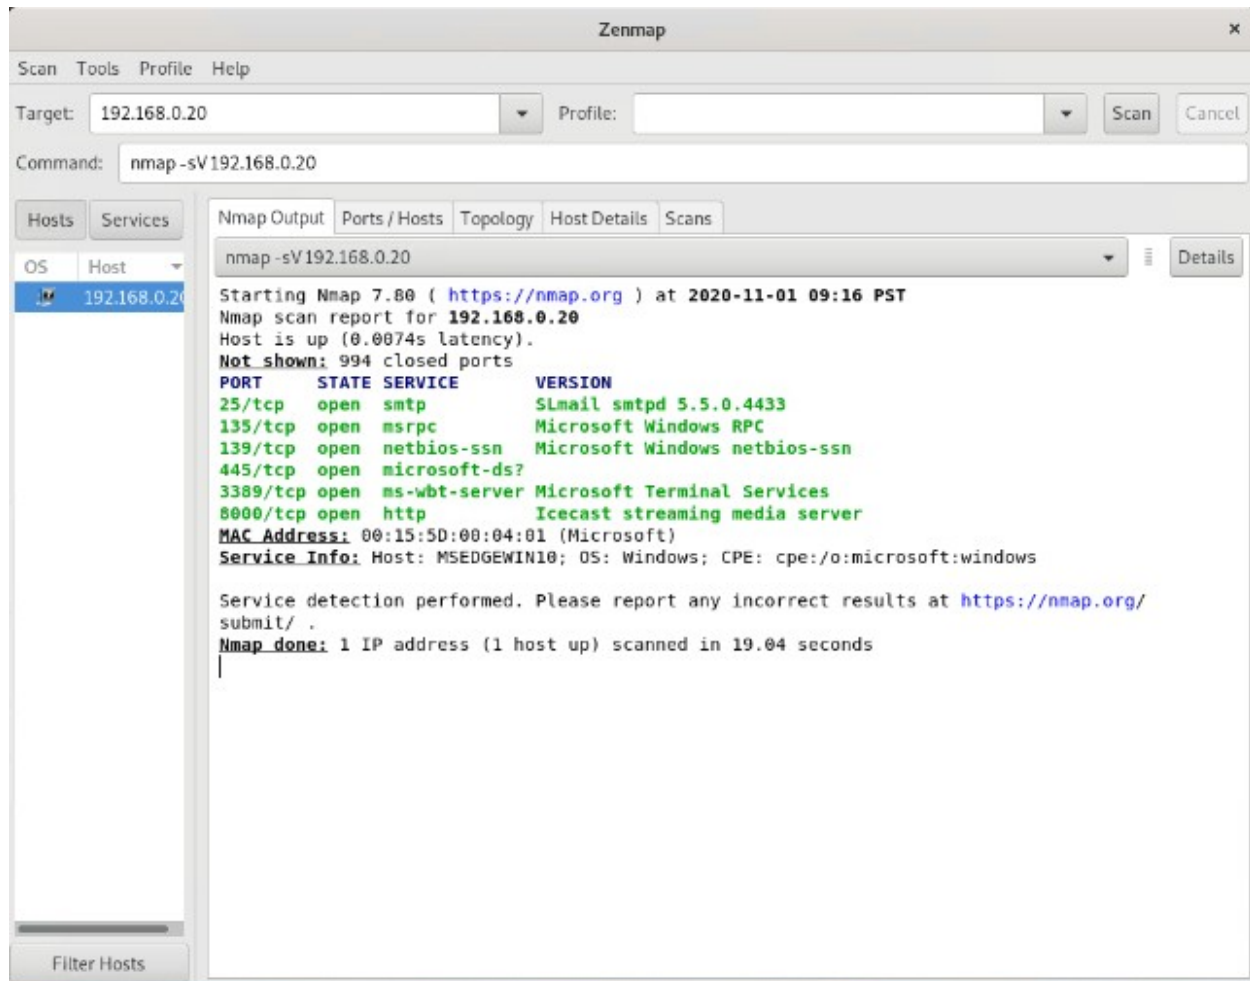 Zenmap
Scan Tools Profile Help
Target: 192.168.0.20 Profile: Scan Cancel
Command: nmap -sV 192.168.0.20
Hosts Services
Nmap Output Ports / Hosts Topology Host Details Scans
nmap -sV 192.168.0.20 Details
OS Host
192.168.0.20
Starting Nmap 7.80 ( https://nmap.org ) at 2020-11-01 09:16 PST
Nmap scan report for 192.168.0.20
Host is up (0.0074s latency).
Not shown: 994 closed ports
PORT STATE SERVICE VERSION
25/tcp open smtp SLmail smtpd 5.5.0.4433
135/tcp open msrpc Microsoft Windows RPC
139/tcp open netbios-ssn Microsoft Windows netbios-ssn
445/tcp open microsoft-ds?
3389/tcp open ms-wbt-server Microsoft Terminal Services
8000/tcp open http Icecast streaming media server
MAC Address: 00:15:5D:00:04:01 (Microsoft)
Service Info: Host: MSEDGEWIN10; OS: Windows; CPE: cpe:/o:microsoft:windows
Service detection performed. Please report any incorrect results at https://nmap.org/
submit/ .
Nmap done: 1 IP address (1 host up) scanned in 19.04 seconds
Filter Hosts